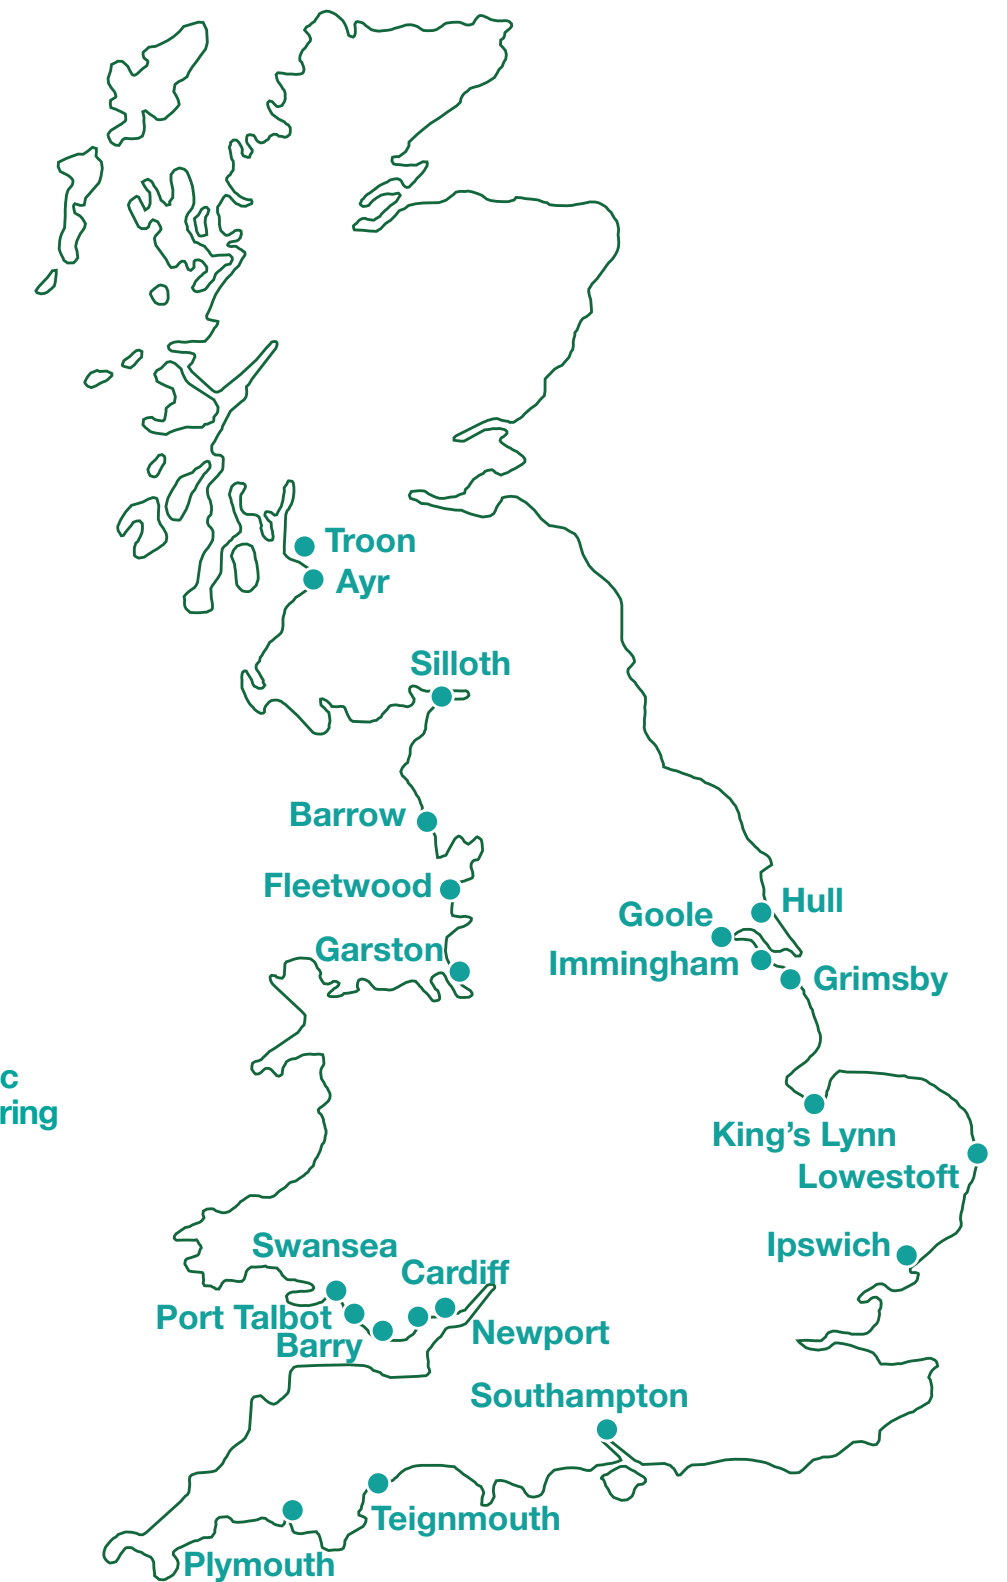 Troon
Ayr
Silloth
Barrow
Fleetwood
Hull
Goole
Garston
Immingham
Grimsby
c
ring
King's Lynn
Lowestoft
Swansea
Ipswich
Cardiff
Port Talbot
Newport
Barry
Southampton
Teignmouth
Plymouth